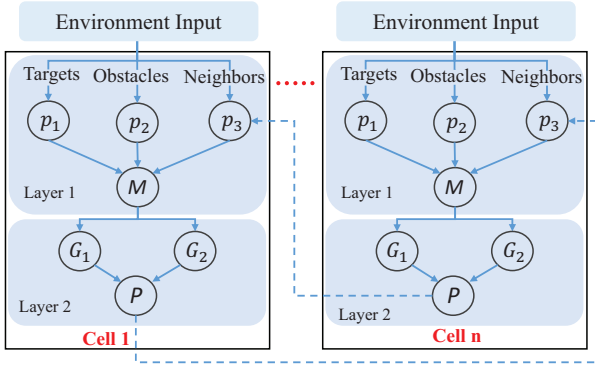 Environment Input
Environment Input
Targets Obstacles Neighbors
Targets Obstacles Neighbors
p₁ p₂ p₃
p₁ p₂ p₃
M
Layer 1
M
Layer 1
G₁ G₂
G₁ G₂
P
Layer 2
P
Layer 2
Cell 1
Cell n